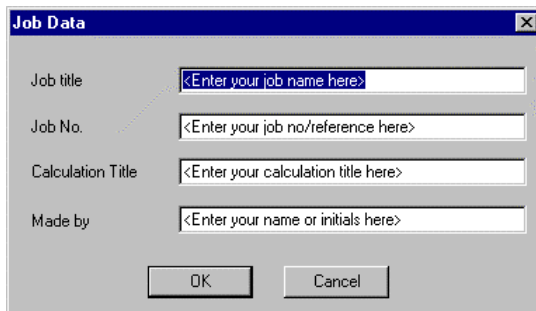 Job Data
Job title <Enter your job name here>
Job No. <Enter your job no/reference here>
Calculation Title <Enter your calculation title here>
Made by <Enter your name or initials here>
OK Cancel